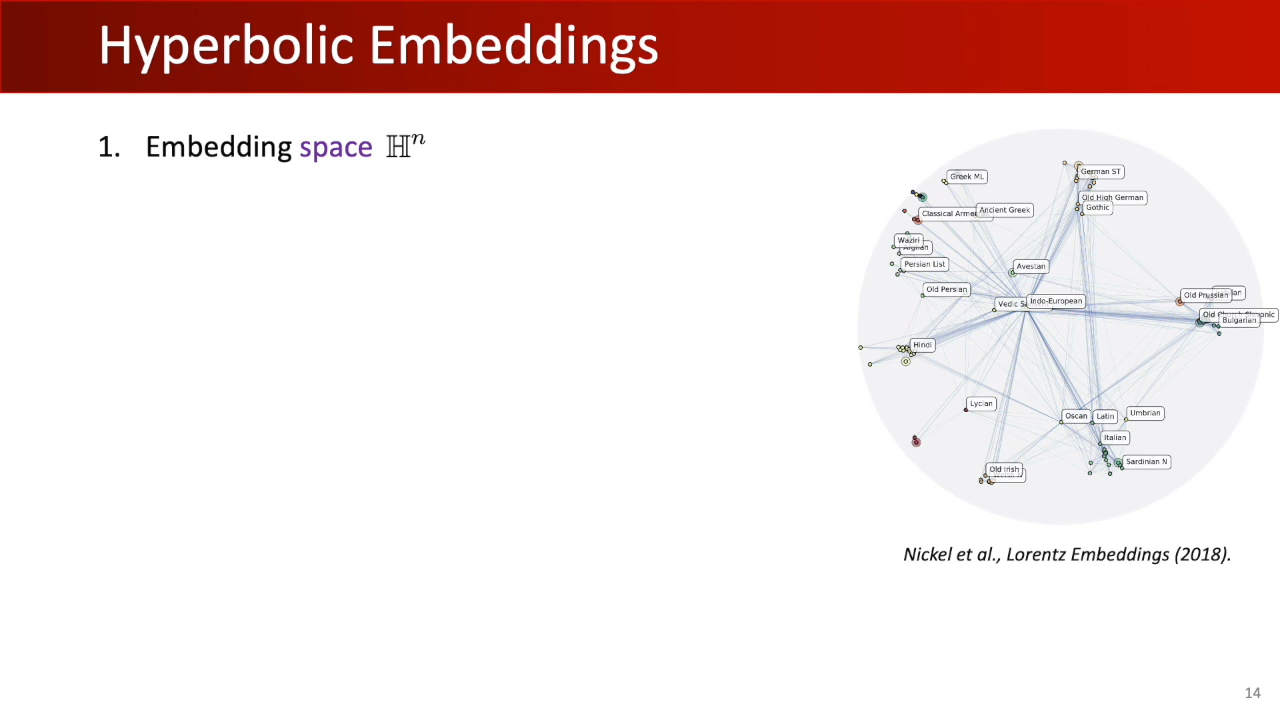 Hyperbolic Embeddings
1. Embedding space ℍⁿ
German ST
Greek ML
Old High German
Gothic
Classical
Ancient Greek
Waziri
Persian List
Avestan
Old Persian
Vedic
Indo-European
Old Prussian
Old
Bulgarian
Hindi
Lycian
Oscan
Latin
Umbrian
Italian
Sardinian N
Old Irish
Nickel et al., Lorentz Embeddings (2018).
14